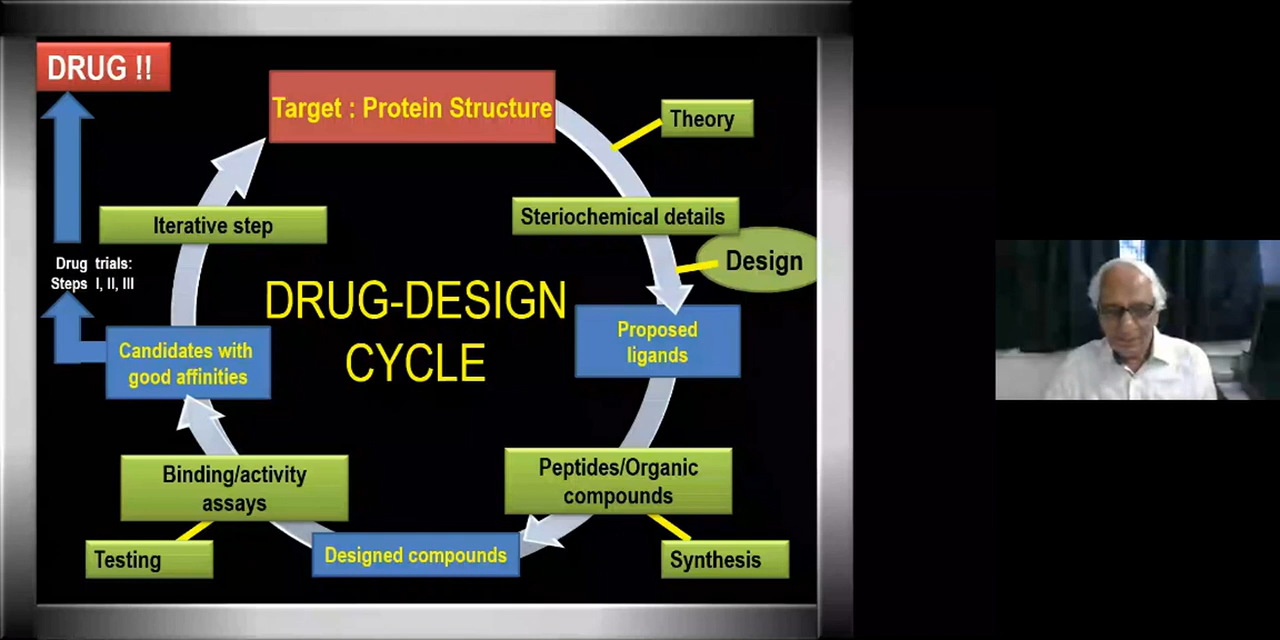 DRUG !!
Target : Protein Structure
Theory
Steriochemical details
Design
Iterative step
Drug trials:
Steps I, II, III
DRUG-DESIGN
CYCLE
Proposed
ligands
Candidates with
good affinities
Binding/activity
assays
Peptides/Organic
compounds
Testing
Designed compounds
Synthesis